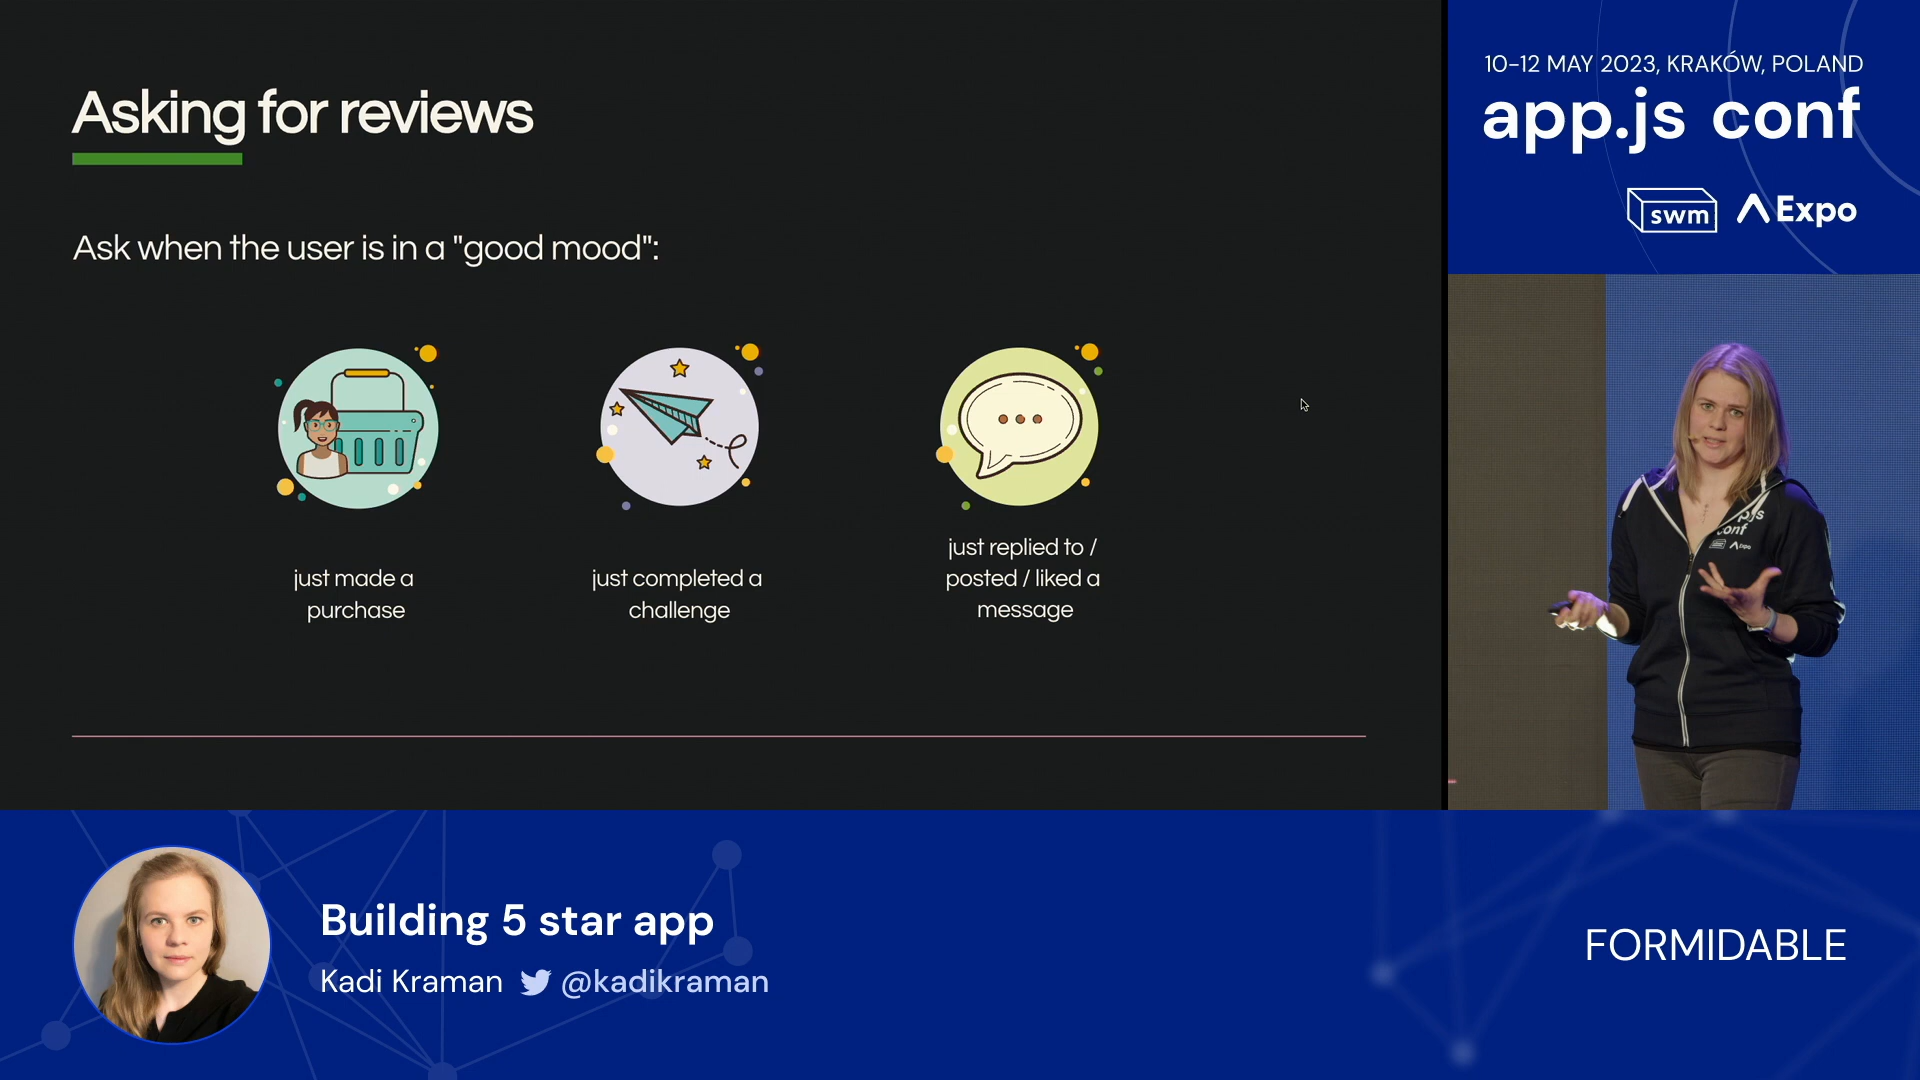 Asking for reviews
Ask when the user is in a "good mood":
just made a
purchase
just completed a
challenge
just replied to /
posted / liked a
message
10-12 MAY 2023, KRAKÓW, POLAND
app.js conf
swm Expo
conf
Expo
Building 5 star app
Kadi Kraman @kadikraman
FORMIDABLE